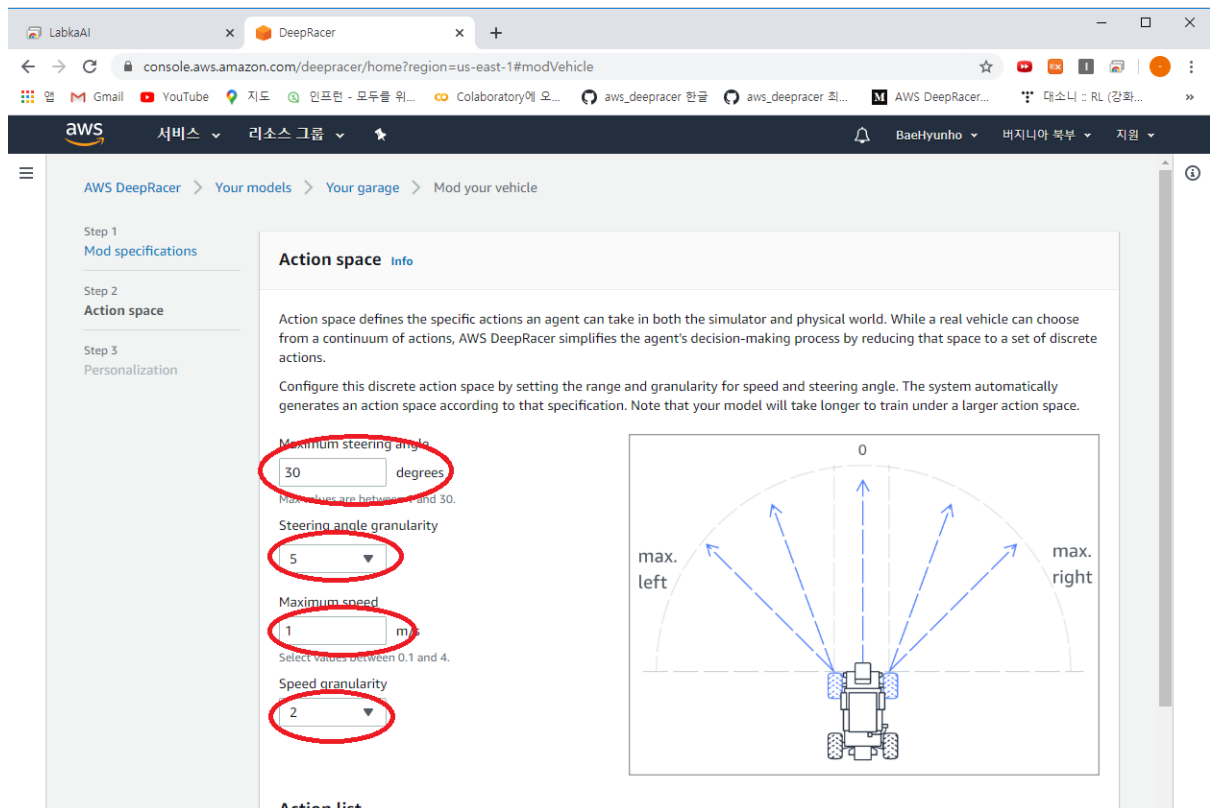 LabkaAI
DeepRacer
console.aws.amazon.com/deepracer/home?region=us-east-1#modVehicle
앱 Gmail YouTube 지도 인프런 - 모두를 위... Colaboratory에 오... aws_deepracer 한글 aws_deepracer 최... AWS DeepRacer... 대소니 :: RL (강화...
aws 서비스 리소스 그룹 BaeHyunho 버지니아 북부 지원
AWS DeepRacer > Your models > Your garage > Mod your vehicle
Step 1
Mod specifications
Step 2
Action space
Step 3
Personalization
Action space Info
Action space defines the specific actions an agent can take in both the simulator and physical world. While a real vehicle can choose
from a continuum of actions, AWS DeepRacer simplifies the agent's decision-making process by reducing that space to a set of discrete
actions.
Configure this discrete action space by setting the range and granularity for speed and steering angle. The system automatically
generates an action space according to that specification. Note that your model will take longer to train under a larger action space.
Maximum steering angle
30 degrees
Max values are between 1 and 30.
Steering angle granularity
5
Maximum speed
1 m/s
Select values between 0.1 and 4.
Speed granularity
2
0
max.
left
max.
right
Action list